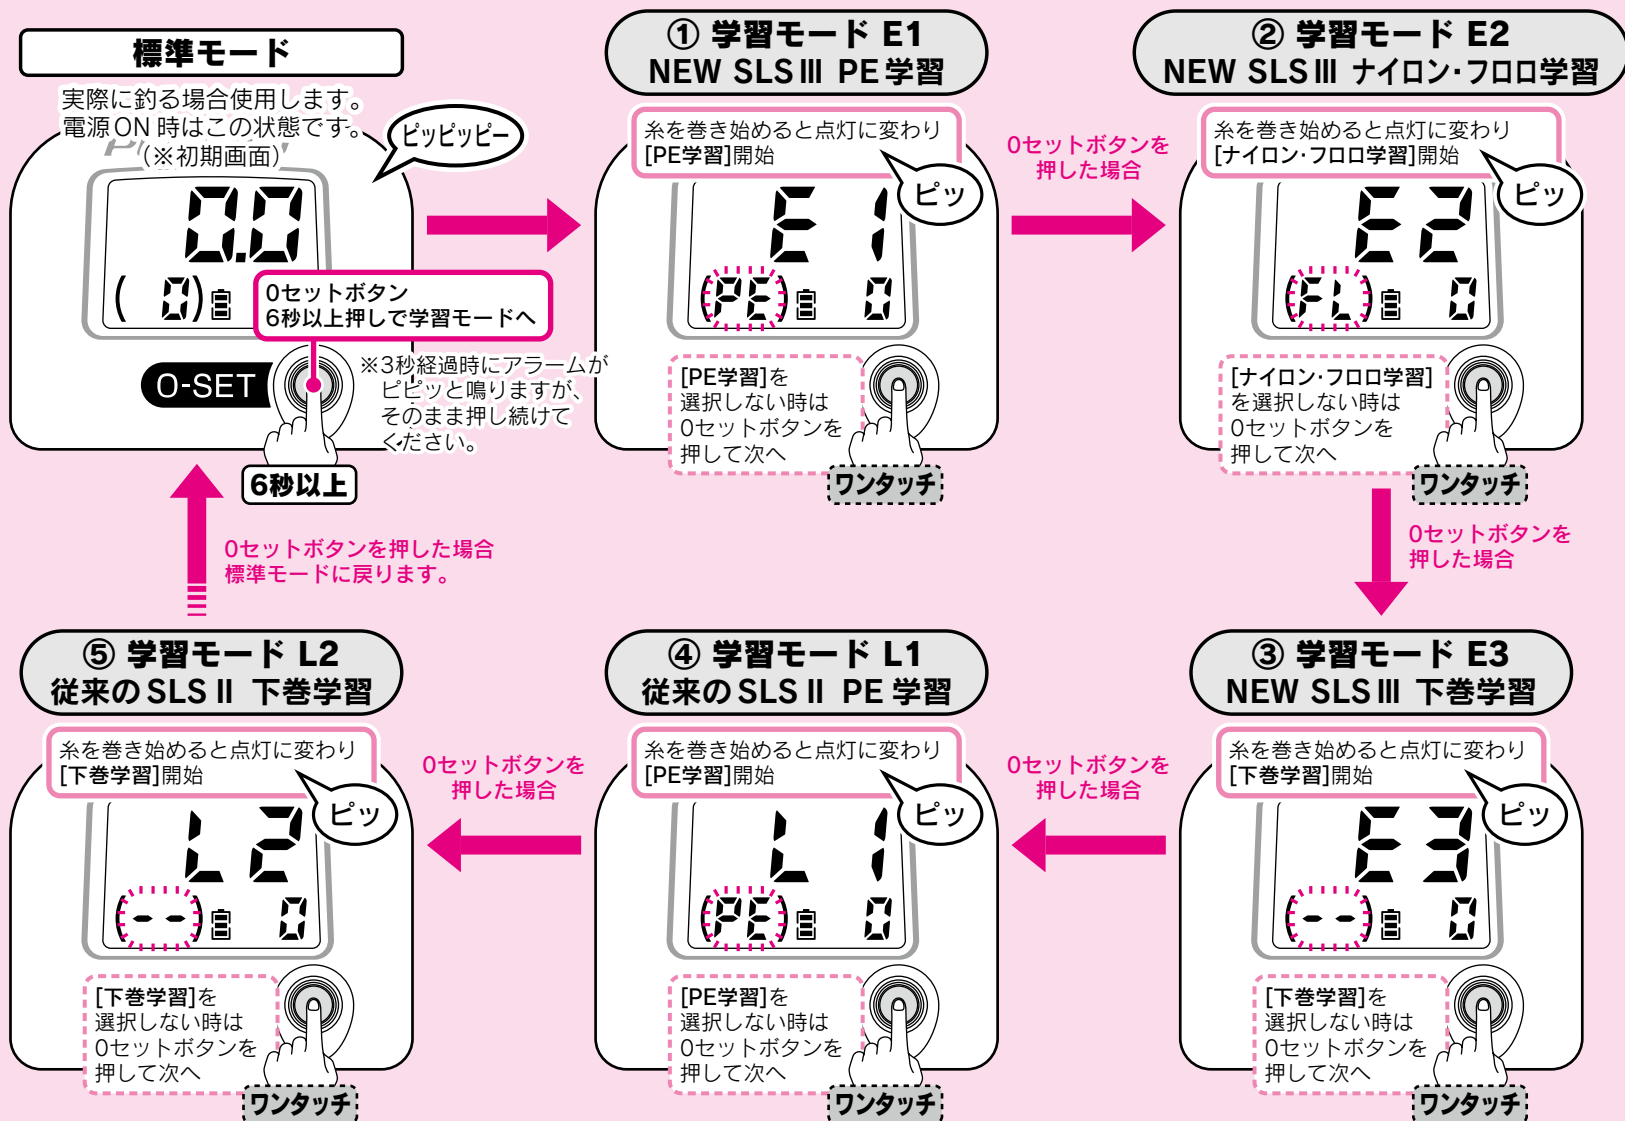 標準モード
実際に釣る場合使用します。
電源ON 時はこの状態です。
(※初期画面)
ピッピッピー
0.0
( 0)
0セットボタン
6秒以上押しで学習モードへ
0-SET
※3秒経過時にアラームが
ピピッと鳴りますが、
そのまま押し続けて
ください。
6秒以上
① 学習モード E1
NEW SLSⅢ PE学習
糸を巻き始めると点灯に変わり
[PE学習]開始
ピッ
E 1
(PE) 0
[PE学習]を
選択しない時は
0セットボタンを
押して次へ
ワンタッチ
0セットボタンを
押した場合
② 学習モード E2
NEW SLSⅢ ナイロン・フロロ学習
糸を巻き始めると点灯に変わり
[ナイロン・フロロ学習]開始
ピッ
E2
(FL) 0
[ナイロン・フロロ学習]
を選択しない時は
0セットボタンを
押して次へ
ワンタッチ
0セットボタンを
押した場合
③ 学習モード E3
NEW SLSⅢ 下巻学習
糸を巻き始めると点灯に変わり
[下巻学習]開始
ピッ
E3
(--) 0
[下巻学習]を
選択しない時は
0セットボタンを
押して次へ
ワンタッチ
0セットボタンを
押した場合
④ 学習モード L1
従来のSLSⅡ PE学習
糸を巻き始めると点灯に変わり
[PE学習]開始
ピッ
L 1
(PE) 0
[PE学習]を
選択しない時は
0セットボタンを
押して次へ
ワンタッチ
0セットボタンを
押した場合
⑤ 学習モード L2
従来のSLSⅡ 下巻学習
糸を巻き始めると点灯に変わり
[下巻学習]開始
ピッ
L2
(--) 0
[下巻学習]を
選択しない時は
0セットボタンを
押して次へ
ワンタッチ
0セットボタンを押した場合
標準モードに戻ります。